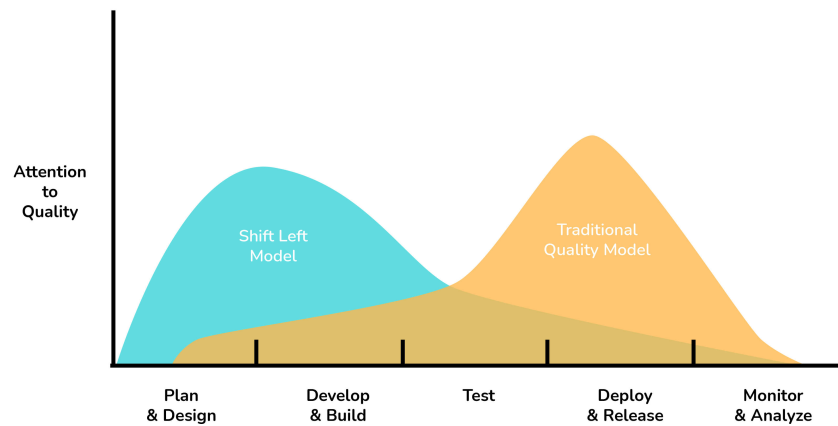 Attention
to
Quality
Shift Left
Model
Traditional
Quality Model
Plan
& Design
Develop
& Build
Test
Deploy
& Release
Monitor
& Analyze